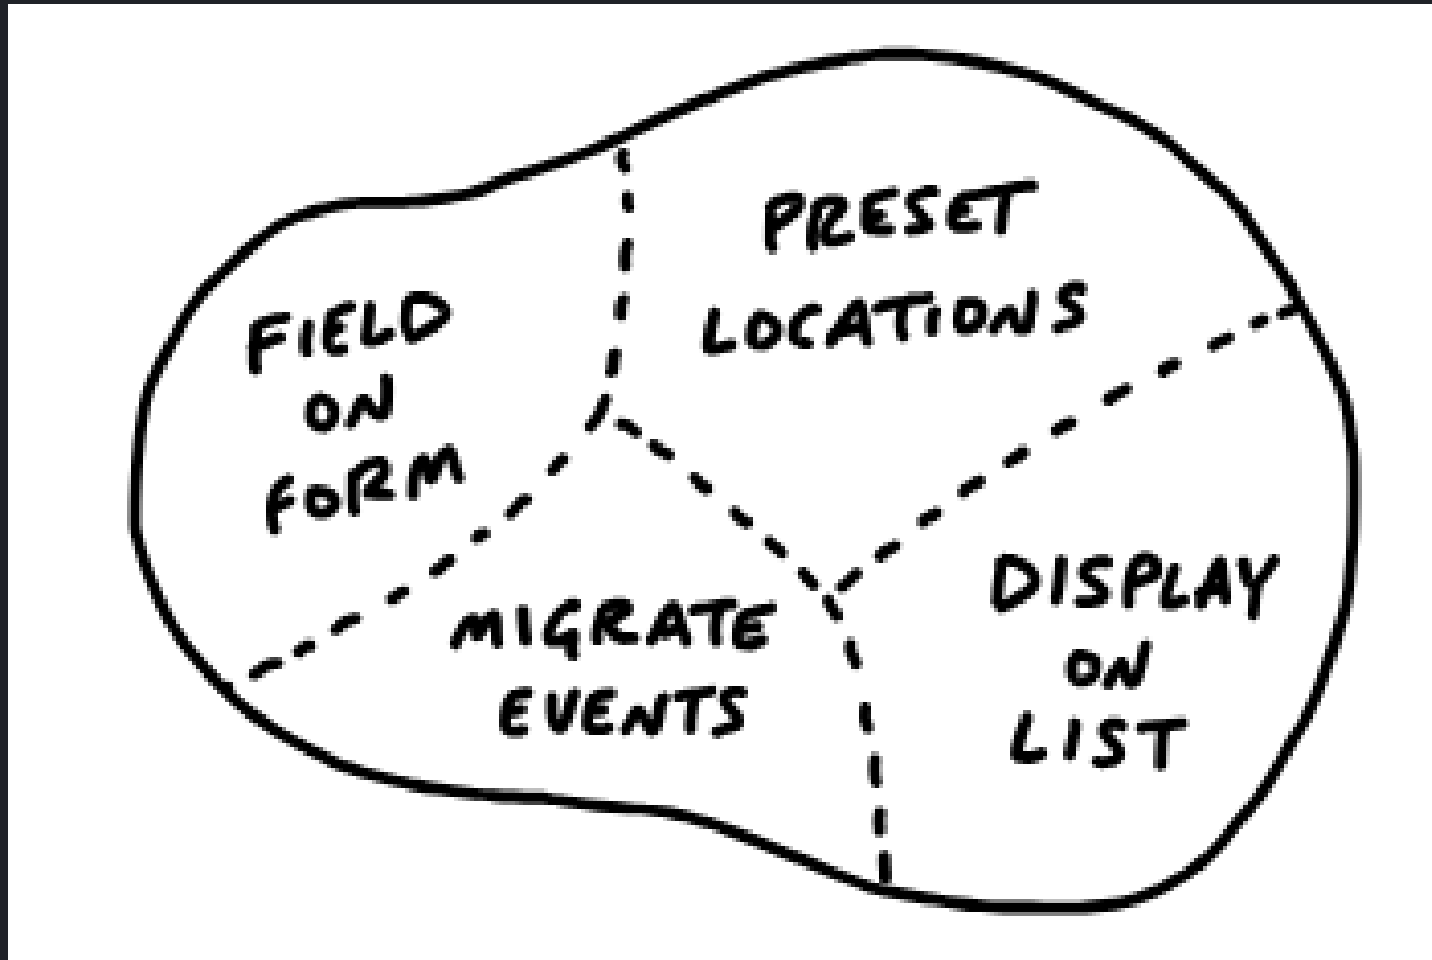 PRESET
LOCATIONS
FIELD
ON
FORM
MIGRATE
EVENTS
DISPLAY
ON
LIST